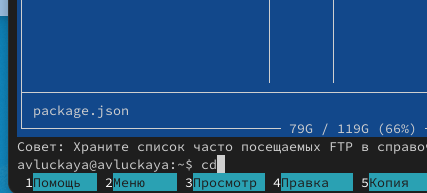 package.json
79G / 119G (66%)
Совет: Храните список часто посещаемых FTP в
avluckaya@avluckaya:~$ cd
1Помощь 2Меню 3Просмотр 4Правка 5Копия